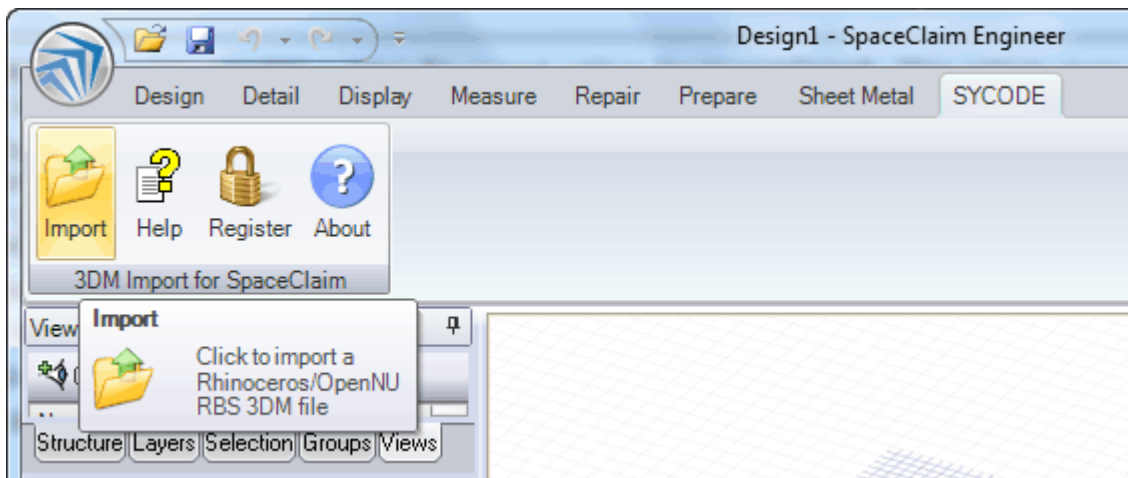 Design1 - SpaceClaim Engineer
Design Detail Display Measure Repair Prepare Sheet Metal SYCODE
Import Help Register About
3DM Import for SpaceClaim
View
Import
Click to import a
Rhinoceros/OpenNU
RBS 3DM file
Structure Layers Selection Groups Views